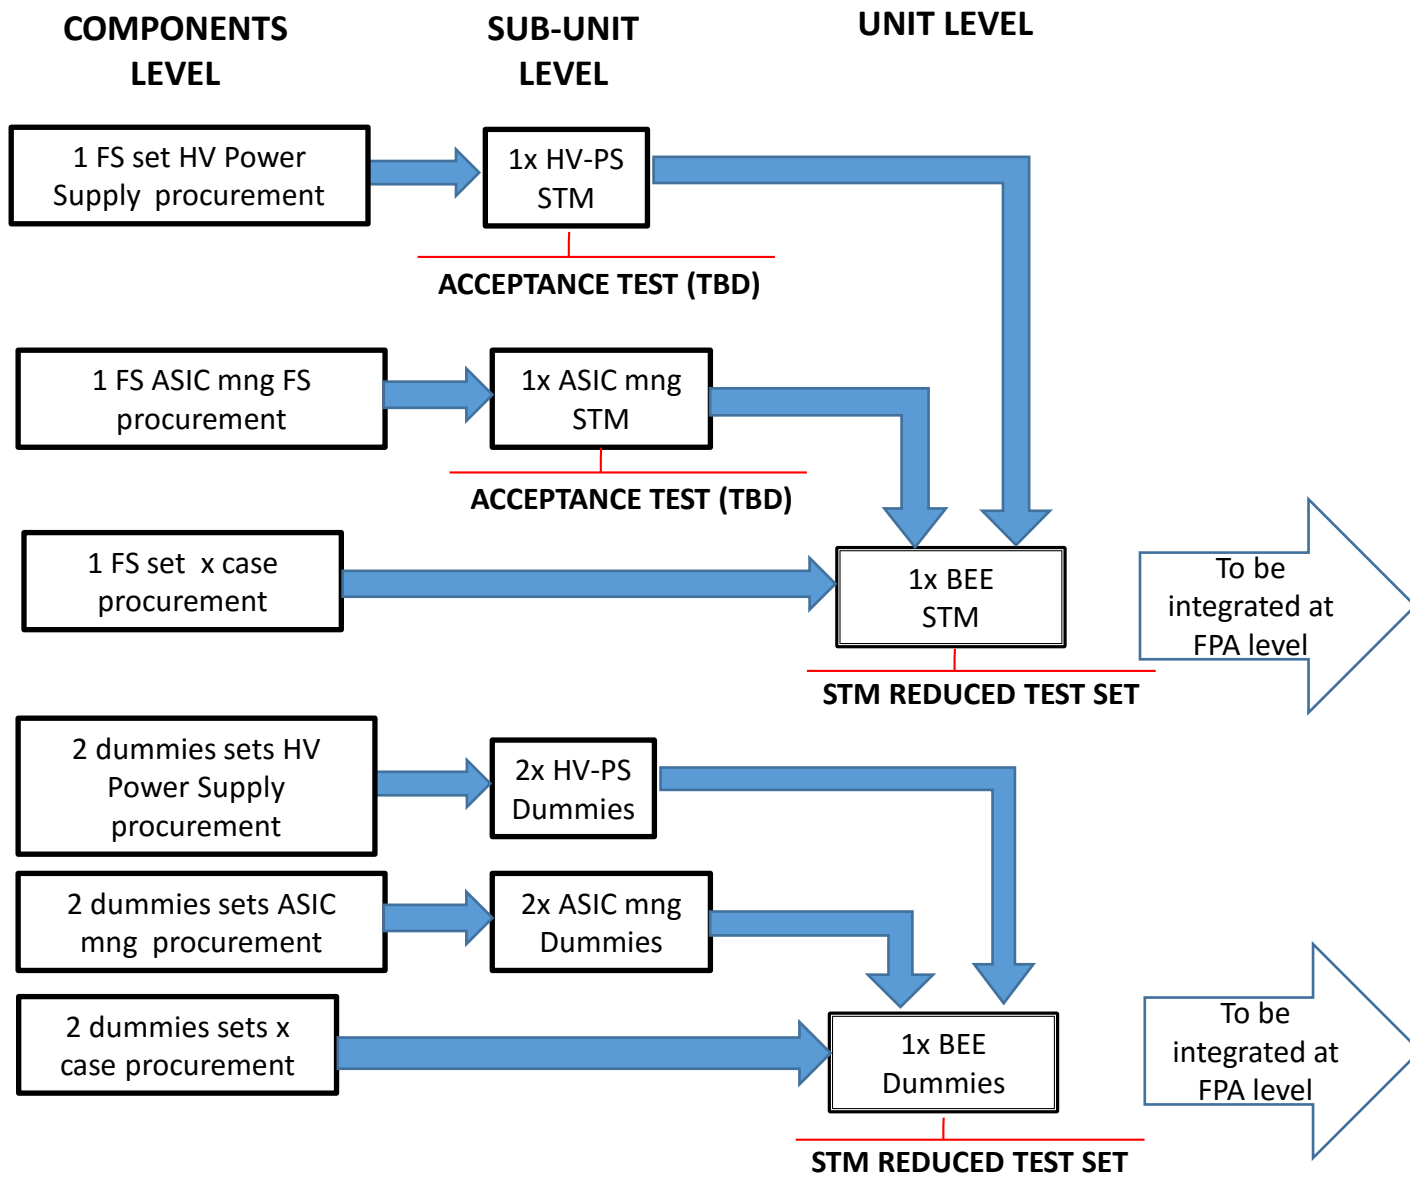 COMPONENTS
LEVEL
SUB-UNIT
LEVEL
UNIT LEVEL
1 FS set HV Power
Supply procurement
1x HV-PS
STM
ACCEPTANCE TEST (TBD)
1 FS ASIC mng FS
procurement
1x ASIC mng
STM
ACCEPTANCE TEST (TBD)
1 FS set x case
procurement
1x BEE
STM
To be
integrated at
FPA level
STM REDUCED TEST SET
2 dummies sets HV
Power Supply
procurement
2x HV-PS
Dummies
2 dummies sets ASIC
mng procurement
2x ASIC mng
Dummies
2 dummies sets x
case procurement
1x BEE
Dummies
To be
integrated at
FPA level
STM REDUCED TEST SET